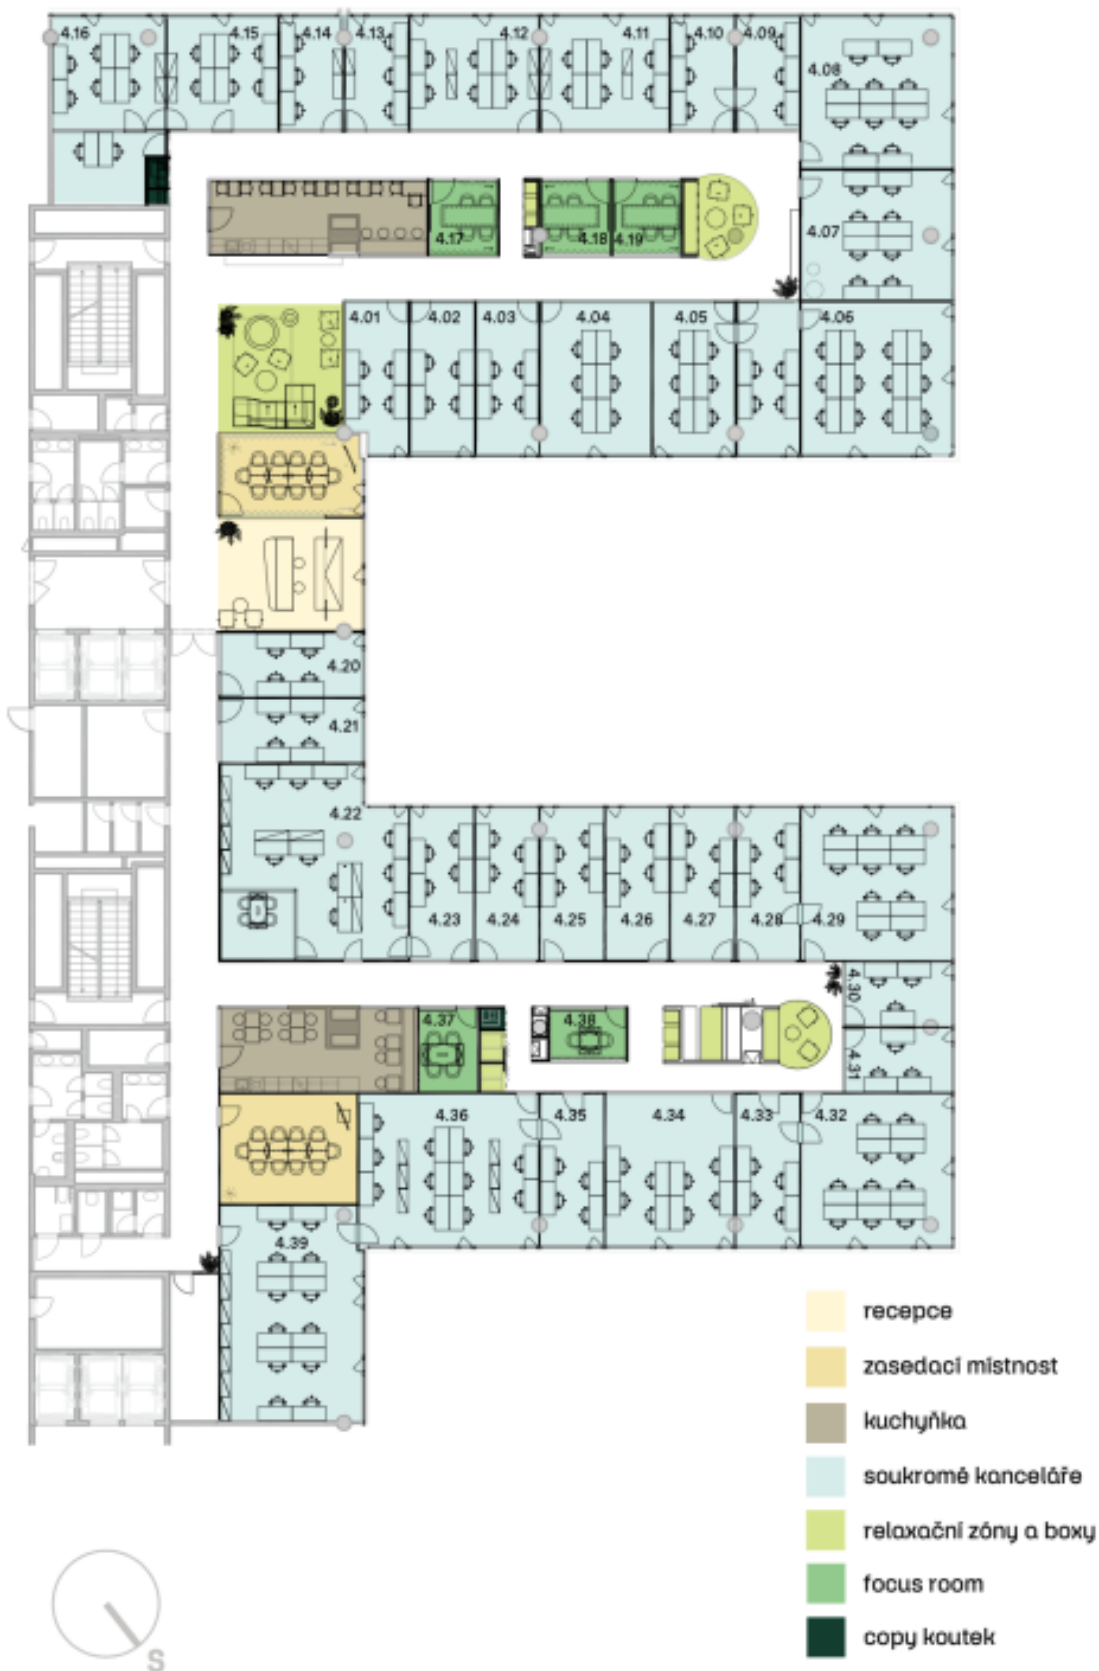 4.16 4.15 4.14 4.13 4.12 4.11 4.10 4.09
4.08
4.17 4.18 4.19
4.07
4.01 4.02 4.03 4.04 4.05 4.06
4.20
4.21
4.22
4.23 4.24 4.25 4.26 4.27 4.28 4.29
4.30
4.37 4.38
4.31
4.36 4.35 4.34 4.33 4.32
4.39
recepce
zasedací místnost
kuchyňka
soukromé kanceláře
relaxační zóny a boxy
focus room
copy koutek
S